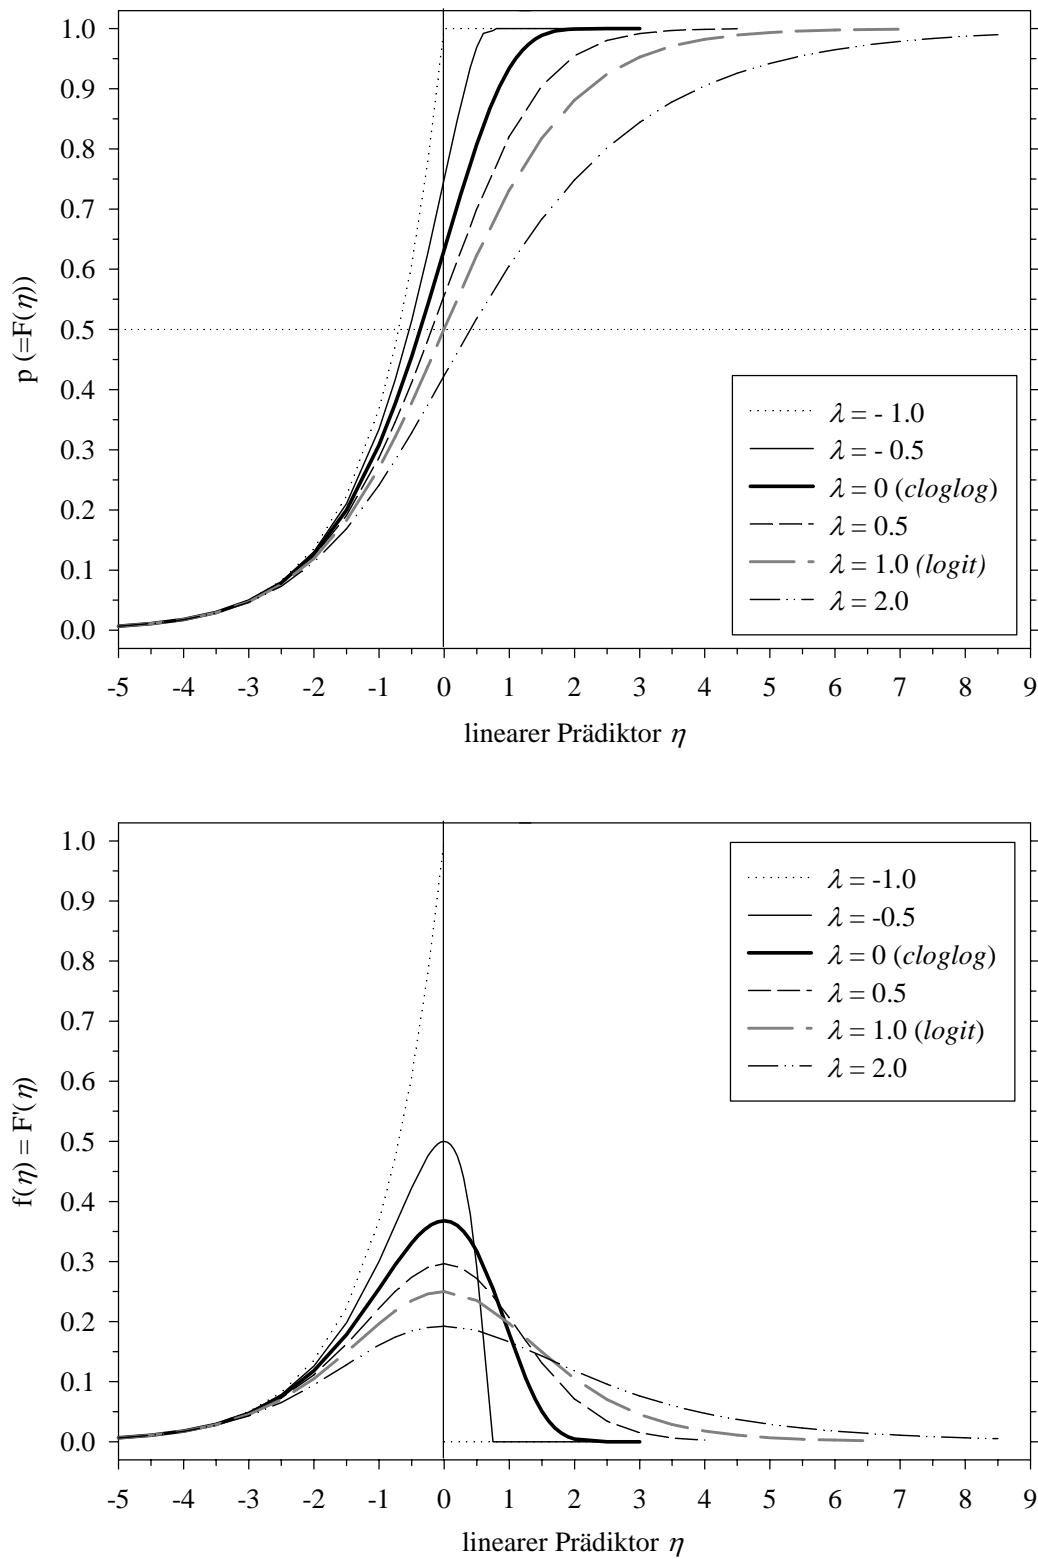 1.0
0.9
0.8
0.7
0.6
0.5
0.4
0.3
0.2
0.1
0.0
p (=F(η))
λ = - 1.0
λ = - 0.5
λ = 0 (cloglog)
λ = 0.5
λ = 1.0 (logit)
λ = 2.0
-5 -4 -3 -2 -1 0 1 2 3 4 5 6 7 8 9
linearer Prädiktor η
1.0
0.9
0.8
0.7
0.6
0.5
0.4
0.3
0.2
0.1
0.0
f(η) = F'(η)
λ = -1.0
λ = -0.5
λ = 0 (cloglog)
λ = 0.5
λ = 1.0 (logit)
λ = 2.0
-5 -4 -3 -2 -1 0 1 2 3 4 5 6 7 8 9
linearer Prädiktor η